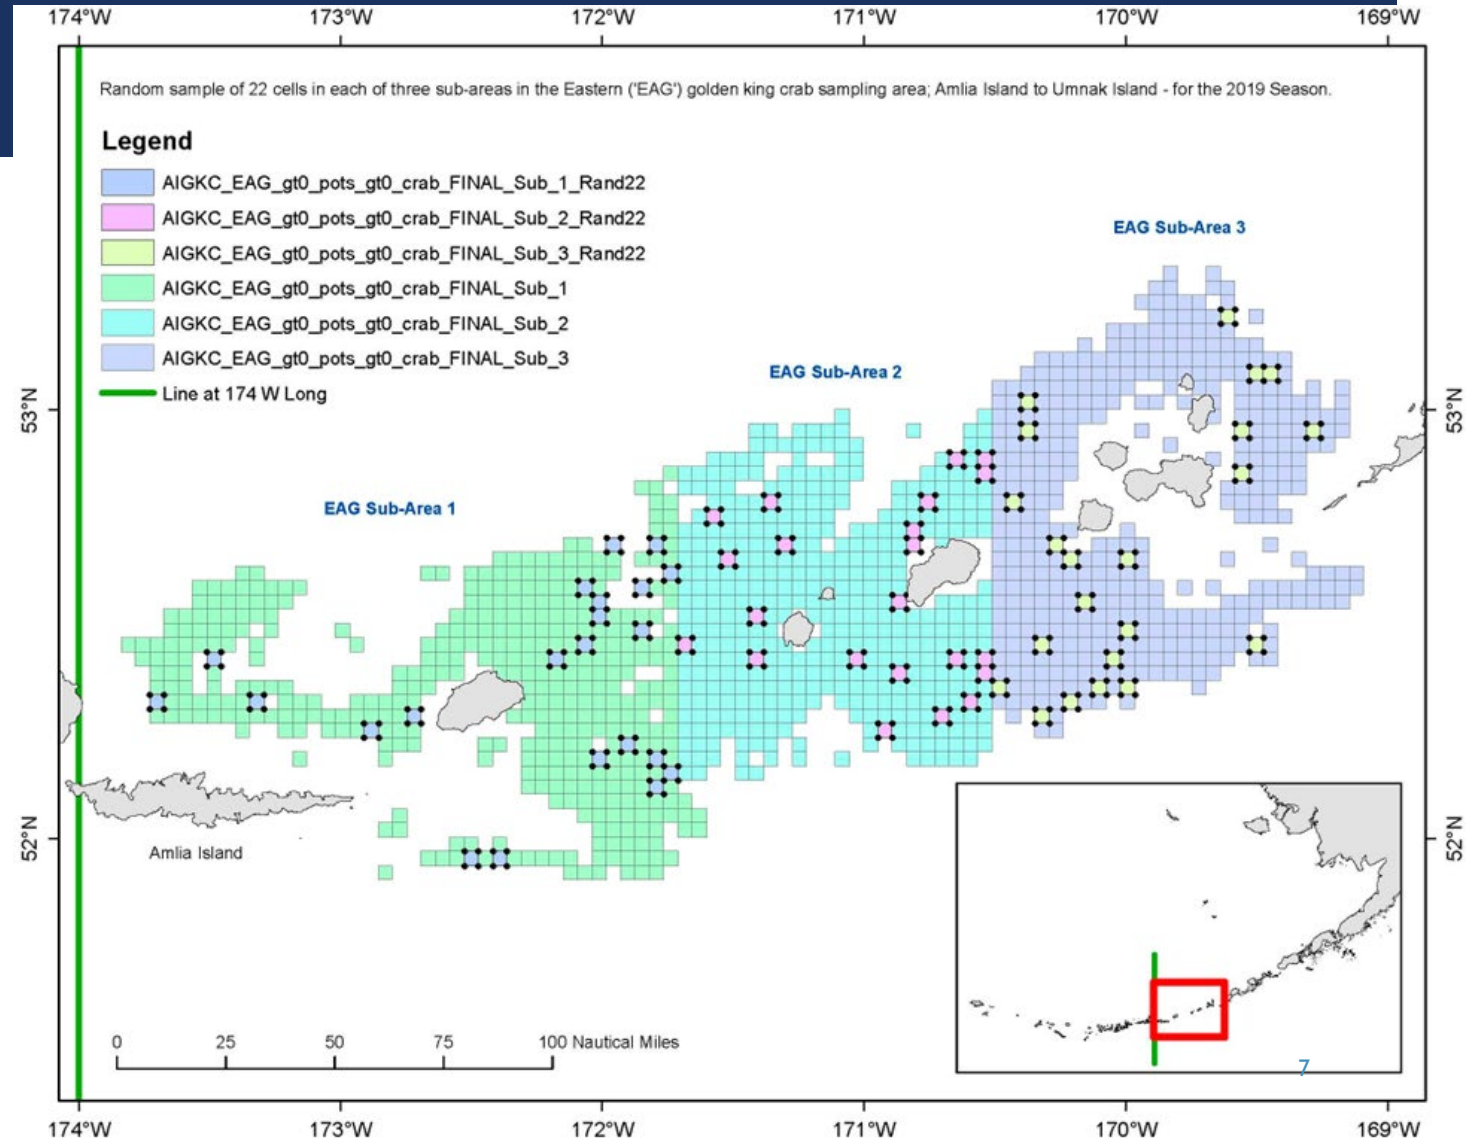 174°W 173°W 172°W 171°W 170°W 169°W
Random sample of 22 cells in each of three sub-areas in the Eastern ('EAG') golden king crab sampling area; Amlia Island to Umnak Island - for the 2019 Season.
Legend
AIGKC_EAG_gt0_pots_gt0_crab_FINAL_Sub_1_Rand22
AIGKC_EAG_gt0_pots_gt0_crab_FINAL_Sub_2_Rand22
AIGKC_EAG_gt0_pots_gt0_crab_FINAL_Sub_3_Rand22
AIGKC_EAG_gt0_pots_gt0_crab_FINAL_Sub_1
AIGKC_EAG_gt0_pots_gt0_crab_FINAL_Sub_2
AIGKC_EAG_gt0_pots_gt0_crab_FINAL_Sub_3
Line at 174 W Long
EAG Sub-Area 3
EAG Sub-Area 2
53°N 53°N
EAG Sub-Area 1
52°N 52°N
Amlia Island
0 25 50 75 100 Nautical Miles
7
174°W 173°W 172°W 171°W 170°W 169°W